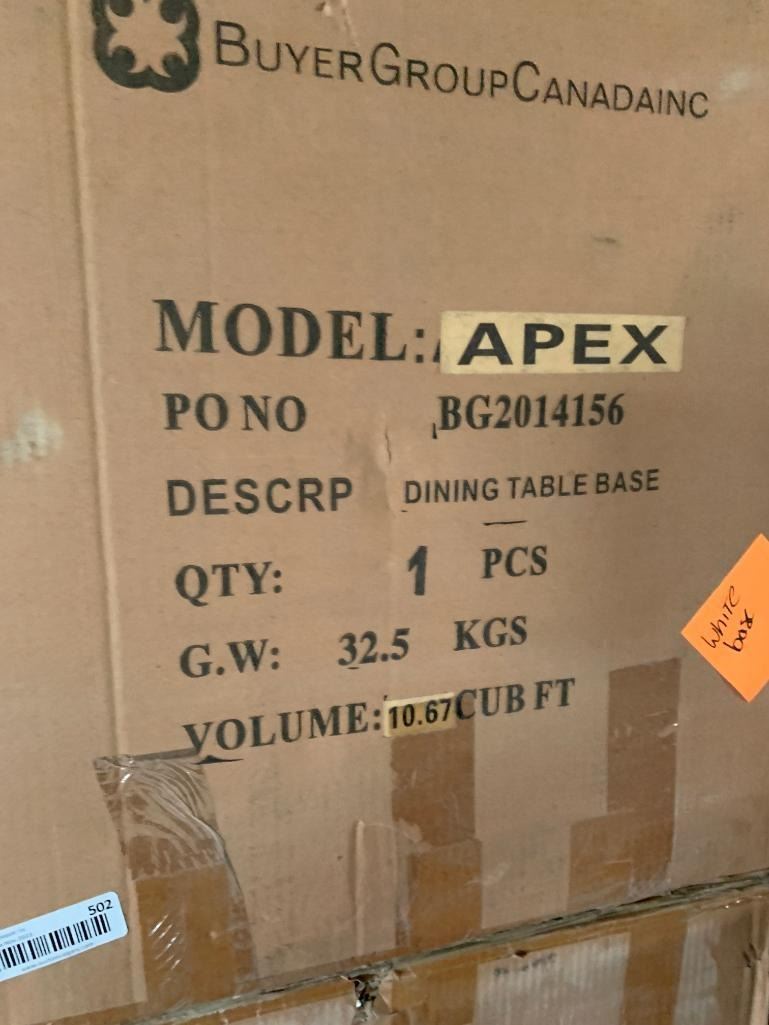 BUYERGROUPCANADAINC
MODEL: APEX
PO NO BG2014156
DESCRP DINING TABLE BASE
QTY: 1 PCS
G.W: 32.5 KGS
VOLUME: 10.67 CUB FT
White
box
502